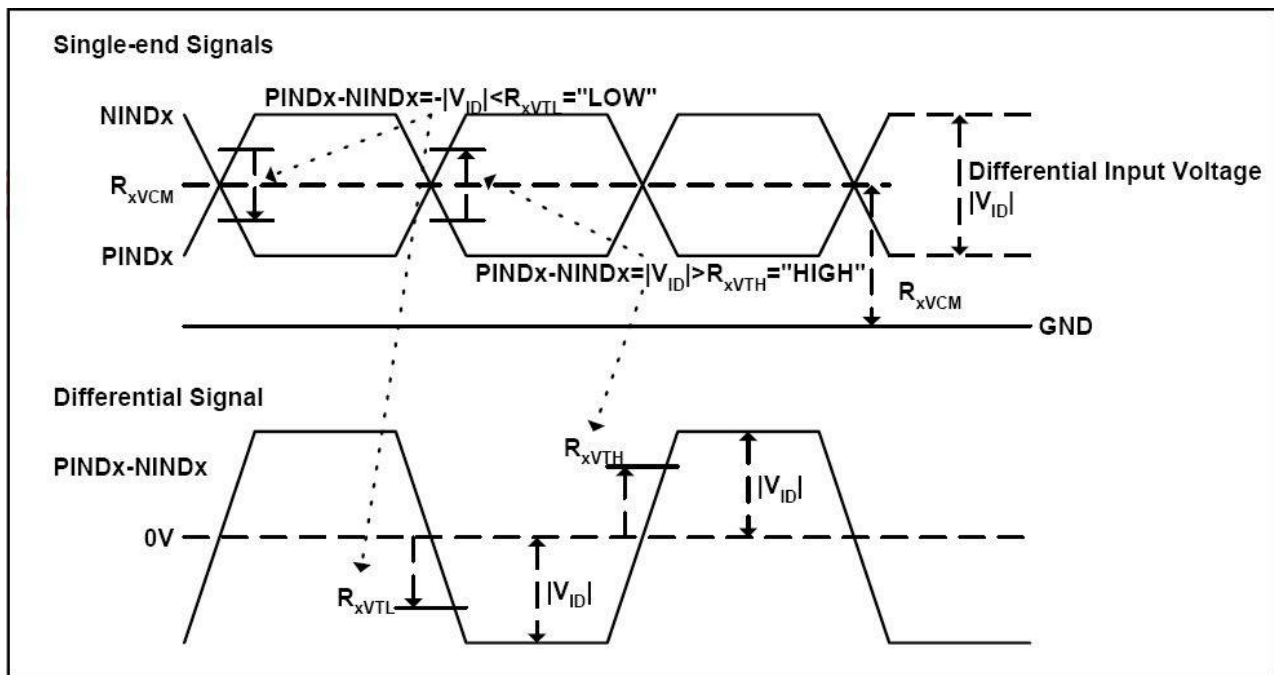 Single-end Signals
PINDx-NINDx=-|VID|<RxVTL="LOW"
NINDx
Differential Input Voltage
|VID|
RxVCM
PINDx
PINDx-NINDx=|VID|>RxVTH="HIGH"
RxVCM
GND
Differential Signal
RxVTH
PINDx-NINDx
|VID|
0V
RxVTL
|VID|